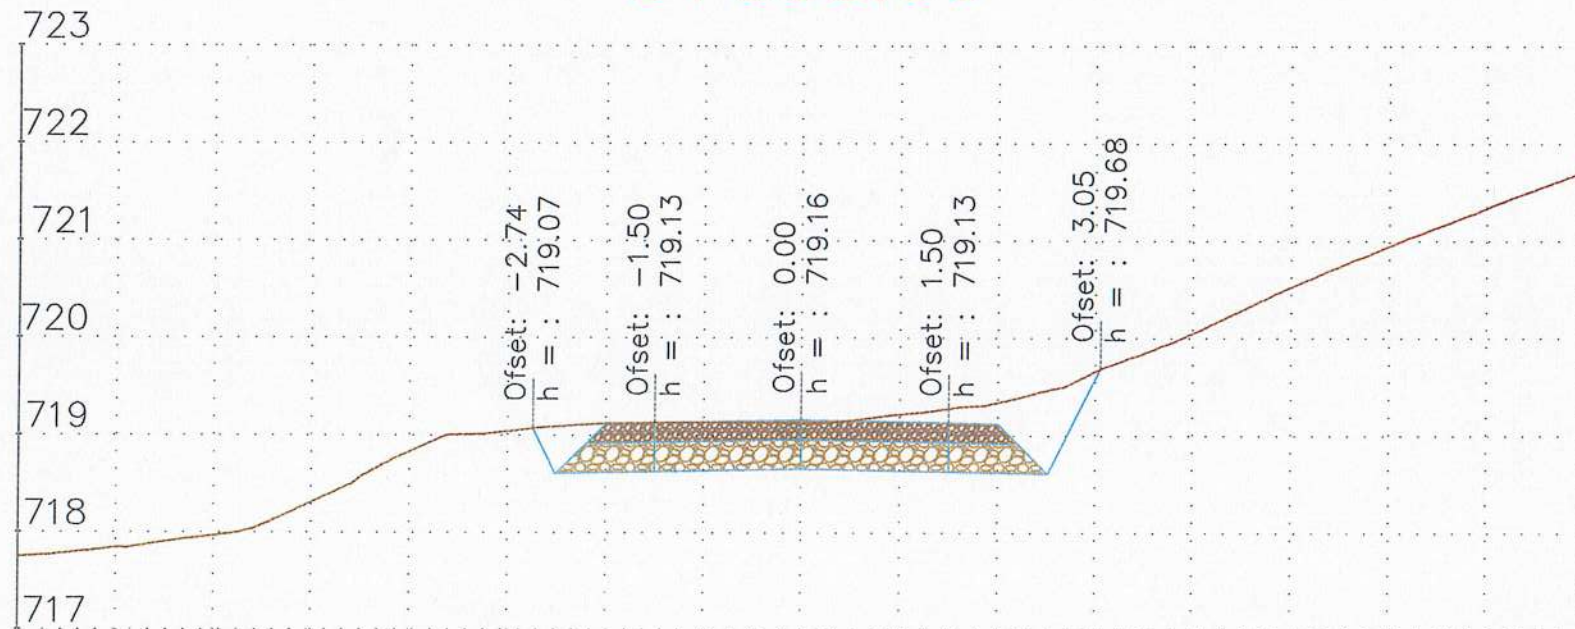 723
722
721
720
719
718
717
Ofset: -2.74
h = : 719.07
Ofset: -1.50
h = : 719.13
Ofset: 0.00
h = : 719.16
Ofset: 1.50
h = : 719.13
Ofset: 3.05
h = : 719.68